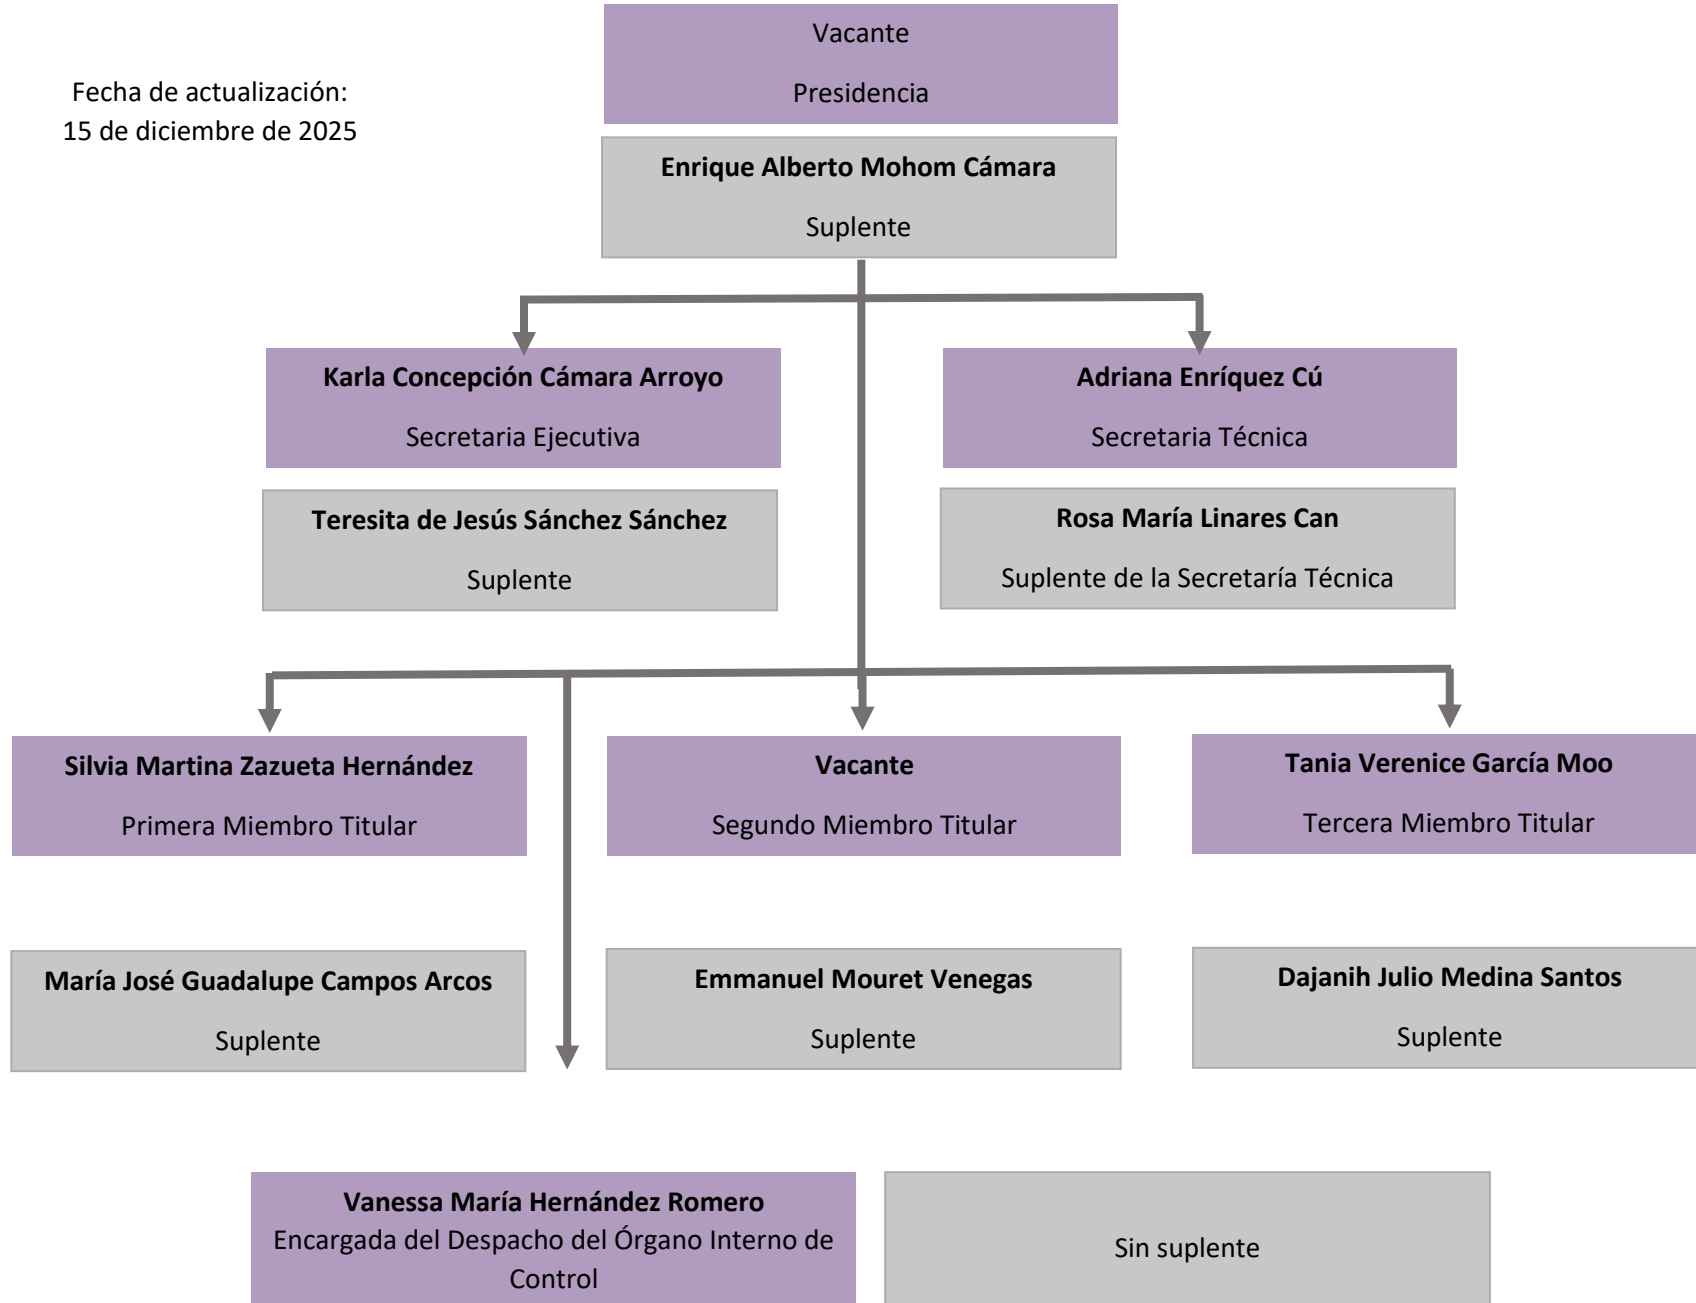 Vacante
Presidencia
Fecha de actualización:
15 de diciembre de 2025
Enrique Alberto Mohom Cámara
Suplente
Karla Concepción Cámara Arroyo
Secretaria Ejecutiva
Adriana Enríquez Cú
Secretaria Técnica
Teresita de Jesús Sánchez Sánchez
Suplente
Rosa María Linares Can
Suplente de la Secretaría Técnica
Silvia Martina Zazueta Hernández
Primera Miembro Titular
Vacante
Segundo Miembro Titular
Tania Verenice García Moo
Tercera Miembro Titular
María José Guadalupe Campos Arcos
Suplente
Emmanuel Mouret Venegas
Suplente
Dajanih Julio Medina Santos
Suplente
Vanessa María Hernández Romero
Encargada del Despacho del Órgano Interno de
Control
Sin suplente